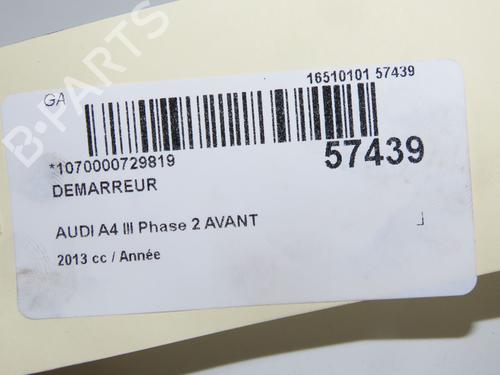 B-PARTS
GA
16510101 57439
*1070000729819
57439
DEMARREUR
AUDI A4 III Phase 2 AVANT
2013 cc / Année